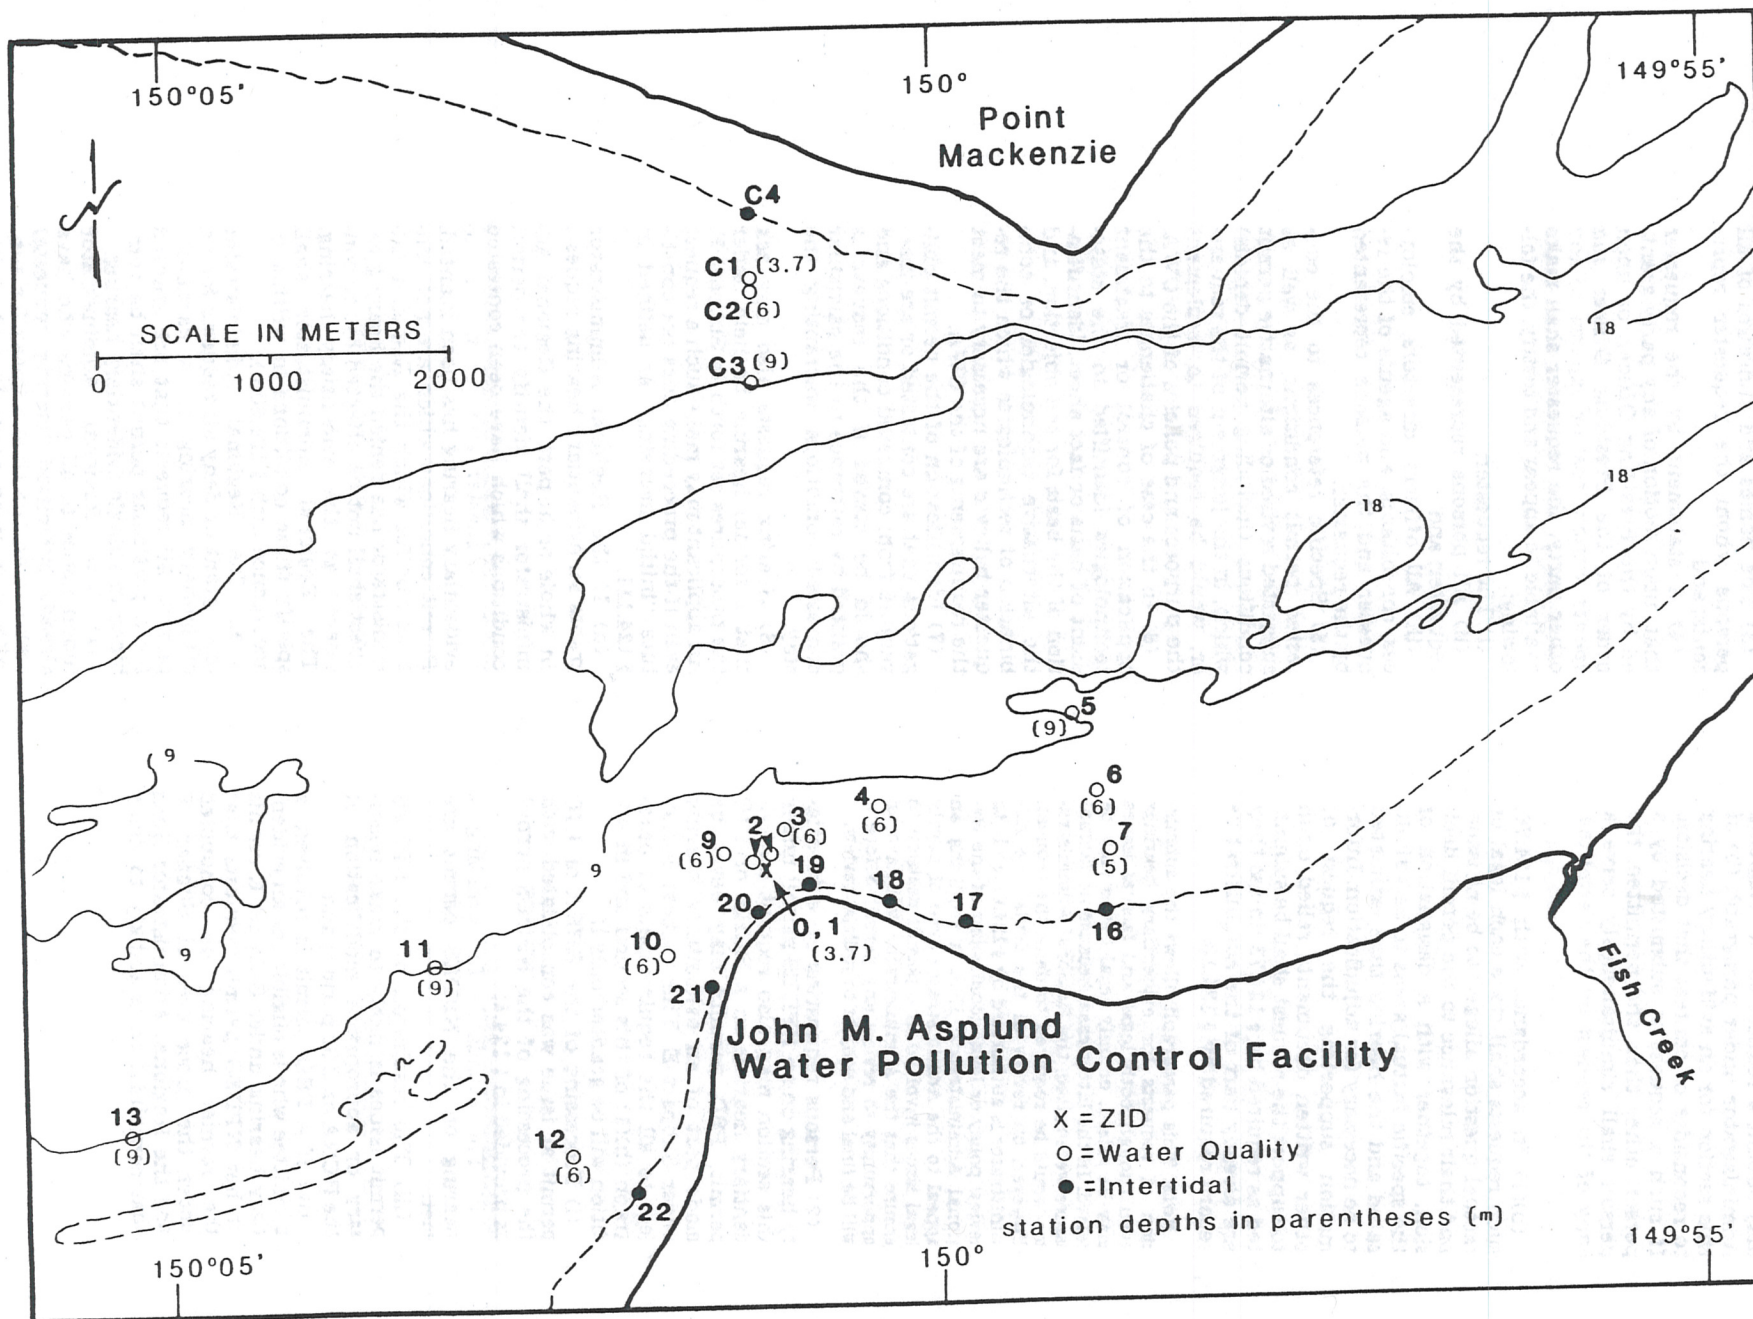 150°05'
150°
149°55'
Point
Mackenzie
C4
C1 (3.7)
C2 (6)
C3 (9)
SCALE IN METERS
0 1000 2000
18
18
18
5
(9)
9
6
(6)
4
(6)
3
(6)
2
9
(6)
X
7
(5)
9
19
18
17
16
20
0,1
(3.7)
10
(6)
11
(9)
9
21
Fish Creek
John M. Asplund
Water Pollution Control Facility
13
(9)
12
(6)
22
X = ZID
O = Water Quality
● = Intertidal
station depths in parentheses (m)
150°05'
150°
149°55'